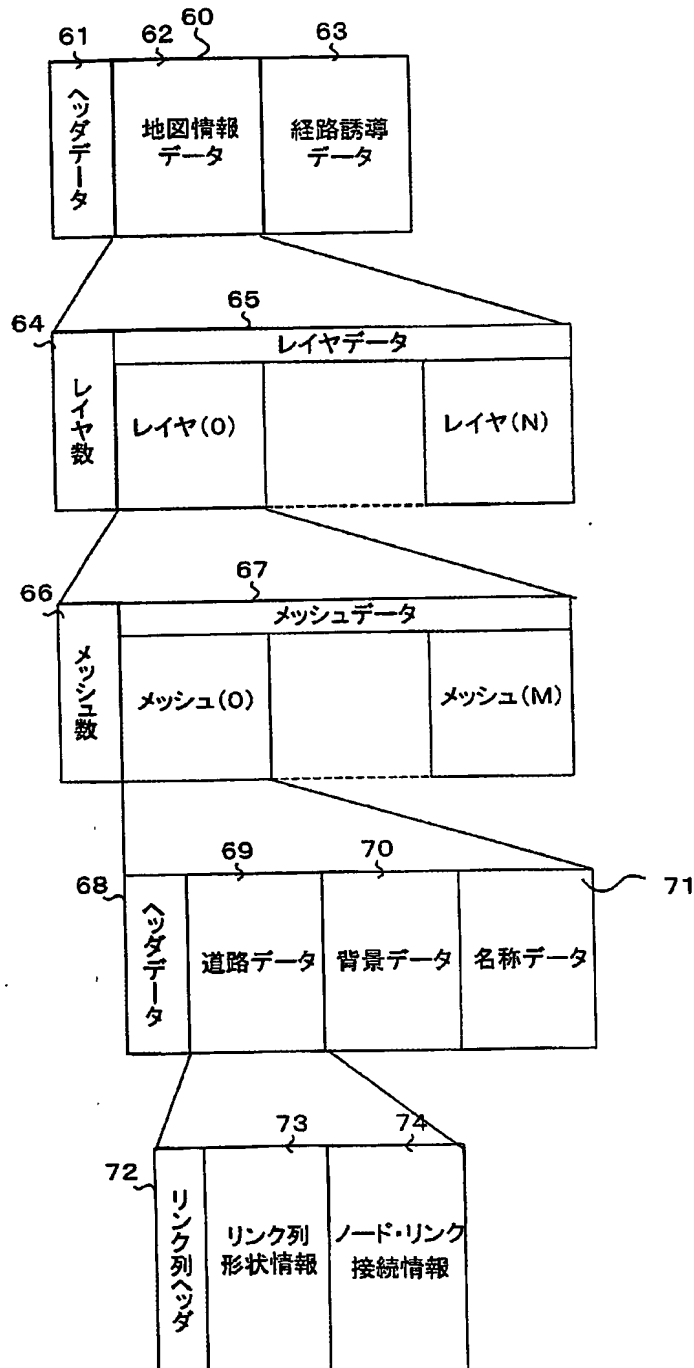 60
61
62
63
ヘッダデータ
地図情報
データ
経路誘導
データ
64
65
レイヤデータ
レイヤ数
レイヤ(0)
レイヤ(N)
66
67
メッシュデータ
メッシュ数
メッシュ(0)
メッシュ(M)
68
69
70
71
ヘッダデータ
道路データ
背景データ
名称データ
72
73
74
リンク列ヘッダ
リンク列
形状情報
ノード・リンク
接続情報